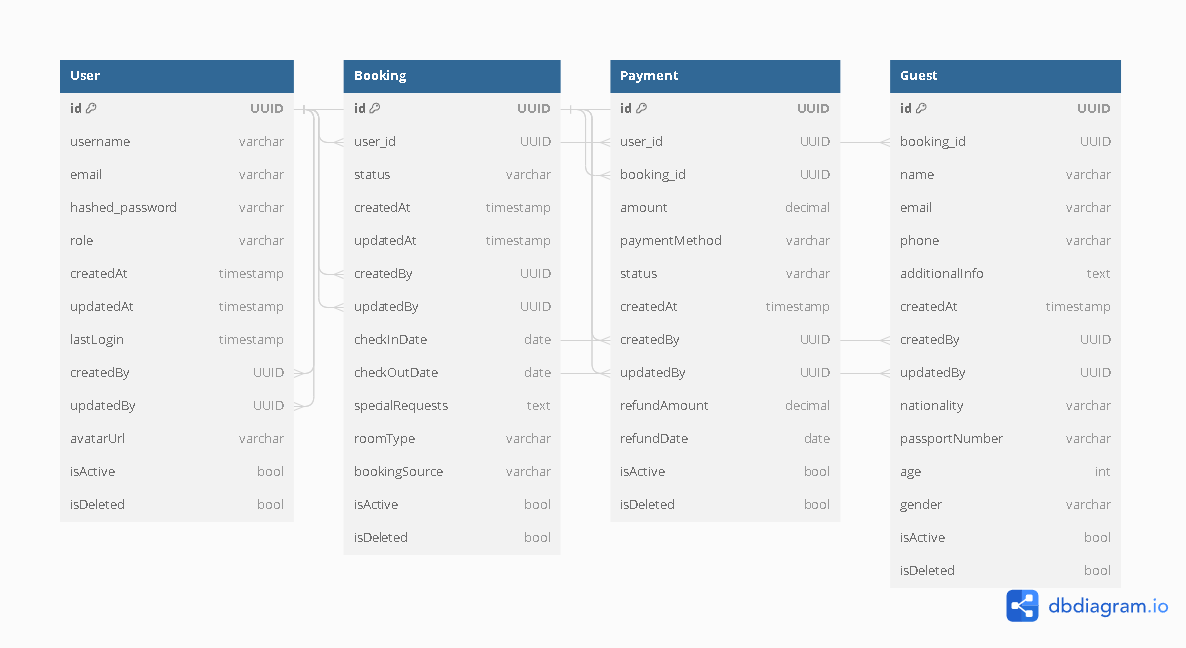 User
id UUID
username varchar
email varchar
hashed_password varchar
role varchar
createdAt timestamp
updatedAt timestamp
lastLogin timestamp
createdBy UUID
updatedBy UUID
avatarUrl varchar
isActive bool
isDeleted bool
Booking
id UUID
user_id UUID
status varchar
createdAt timestamp
updatedAt timestamp
createdBy UUID
updatedBy UUID
checkInDate date
checkOutDate date
specialRequests text
roomType varchar
bookingSource varchar
isActive bool
isDeleted bool
Payment
id UUID
user_id UUID
booking_id UUID
amount decimal
paymentMethod varchar
status varchar
createdAt timestamp
createdBy UUID
updatedBy UUID
refundAmount decimal
refundDate date
isActive bool
isDeleted bool
Guest
id UUID
booking_id UUID
name varchar
email varchar
phone varchar
additionalInfo text
createdAt timestamp
createdBy UUID
updatedBy UUID
nationality varchar
passportNumber varchar
age int
gender varchar
isActive bool
isDeleted bool
dbdiagram.io